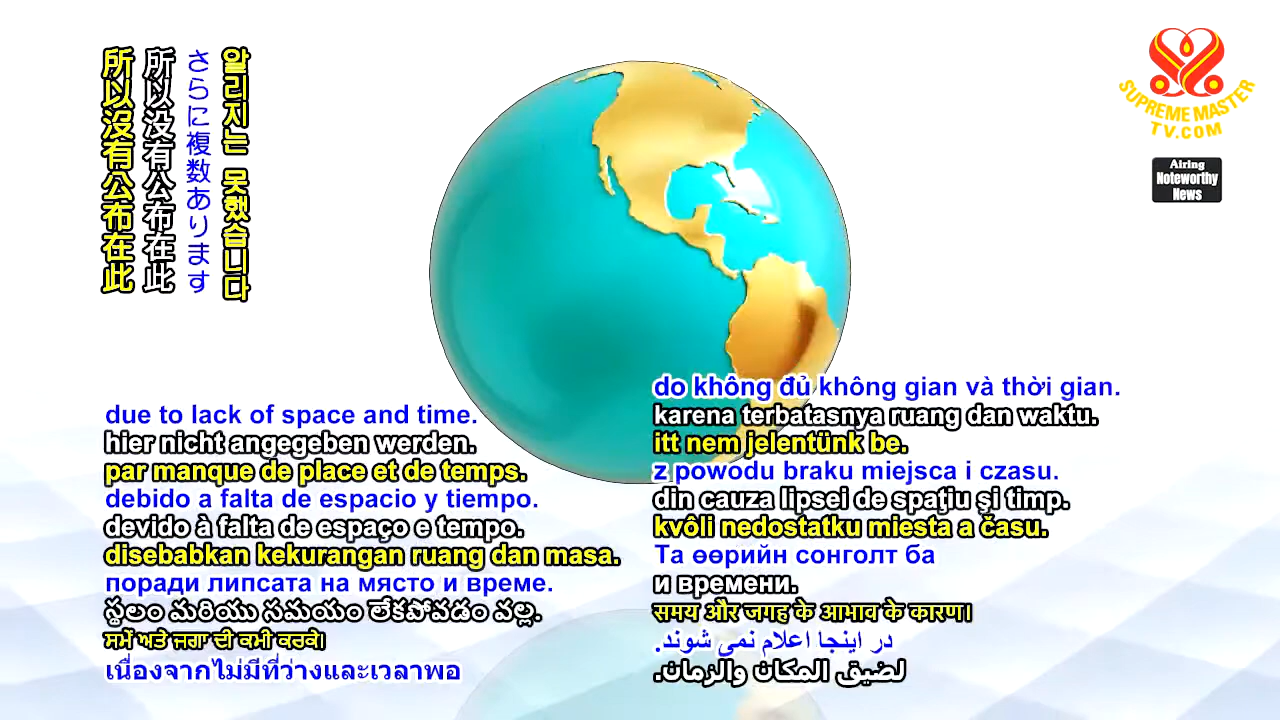 알리지는 못했습니다
さらに複数あります
所以没有公布在此
所以沒有公布在此
SUPREME MASTER
TV.COM
Airing
Noteworthy
News
due to lack of space and time.
hier nicht angegeben werden.
par manque de place et de temps.
debido a falta de espacio y tiempo.
devido à falta de espaço e tempo.
disebabkan kekurangan ruang dan masa.
поради липсата на място и време.
స్థలం మరియు సమయం లేకపోవడం వల్ల.
ਸਮੇਂ ਅਤੇ ਜਗਾ ਦੀ ਕਮੀ ਕਰਕੇ।
เนื่องจากไม่มีที่ว่างและเวลาพอ
do không đủ không gian và thời gian.
karena terbatasnya ruang dan waktu.
itt nem jelentünk be.
z powodu braku miejsca i czasu.
din cauza lipsei de spaţiu şi timp.
kvôli nedostatku miesta a času.
Та өөрийн сонголт ба
и времени.
समय और जगह के आभाव के कारण।
در اینجا اعلام نمی شوند.
لضيق المكان والزمان.